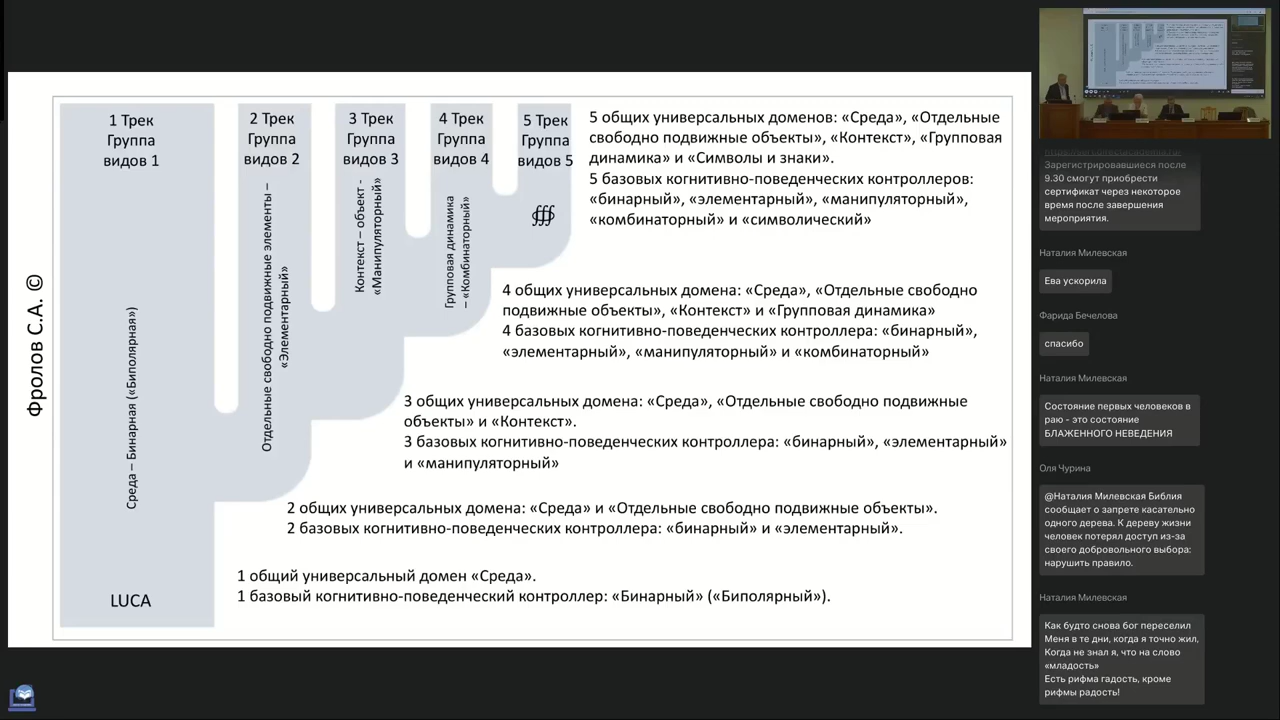 Фролов С.А. ©
1 Трек
Группа
видов 1
2 Трек
Группа
видов 2
3 Трек
Группа
видов 3
4 Трек
Группа
видов 4
5 Трек
Группа
видов 5
Среда – Бинарная («Биполярная»)
Отдельные свободно подвижные элементы –
«Элементарный»
Контекст – объект -
«Манипуляторный»
Групповая динамика
– «Комбинаторный»
∰
LUCA
5 общих универсальных доменов: «Среда», «Отдельные
свободно подвижные объекты», «Контекст», «Групповая
динамика» и «Символы и знаки».
5 базовых когнитивно-поведенческих контроллеров:
«бинарный», «элементарный», «манипуляторный»,
«комбинаторный» и «символический»
4 общих универсальных домена: «Среда», «Отдельные свободно
подвижные объекты», «Контекст» и «Групповая динамика»
4 базовых когнитивно-поведенческих контроллера: «бинарный»,
«элементарный», «манипуляторный» и «комбинаторный»
3 общих универсальных домена: «Среда», «Отдельные свободно подвижные
объекты» и «Контекст».
3 базовых когнитивно-поведенческих контроллера: «бинарный», «элементарный»
и «манипуляторный»
2 общих универсальных домена: «Среда» и «Отдельные свободно подвижные объекты».
2 базовых когнитивно-поведенческих контроллера: «бинарный» и «элементарный».
1 общий универсальный домен «Среда».
1 базовый когнитивно-поведенческий контроллер: «Бинарный» («Биполярный»).
Зарегистрировавшиеся после
9.30 смогут приобрести
сертификат через некоторое
время после завершения
мероприятия.
Наталия Милевская
Ева ускорила
Фарида Бечелова
спасибо
Наталия Милевская
Состояние первых человеков в
раю - это состояние
БЛАЖЕННОГО НЕВЕДЕНИЯ
Оля Чурина
@Наталия Милевская Библия
сообщает о запрете касательно
одного дерева. К дереву жизни
человек потерял доступ из-за
своего добровольного выбора:
нарушить правило.
Наталия Милевская
Как будто снова бог переселил
Меня в те дни, когда я точно жил,
Когда не знал я, что на слово
«младость»
Есть рифма гадость, кроме
рифмы радость!